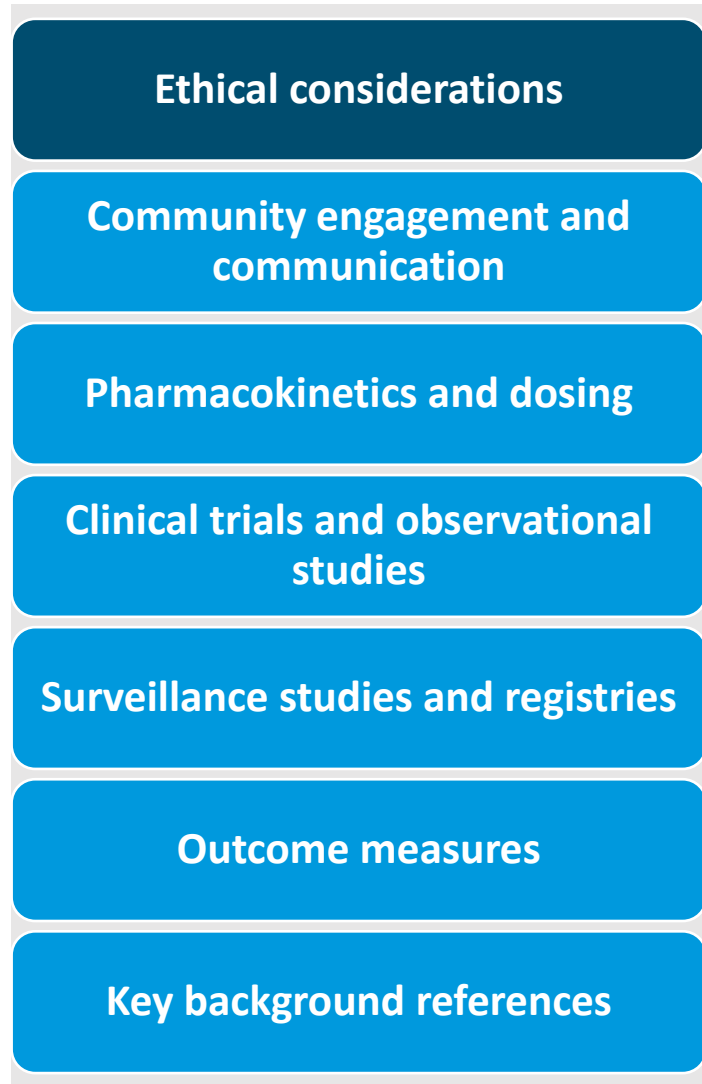 Ethical considerations
Community engagement and
communication
Pharmacokinetics and dosing
Clinical trials and observational
studies
Surveillance studies and registries
Outcome measures
Key background references